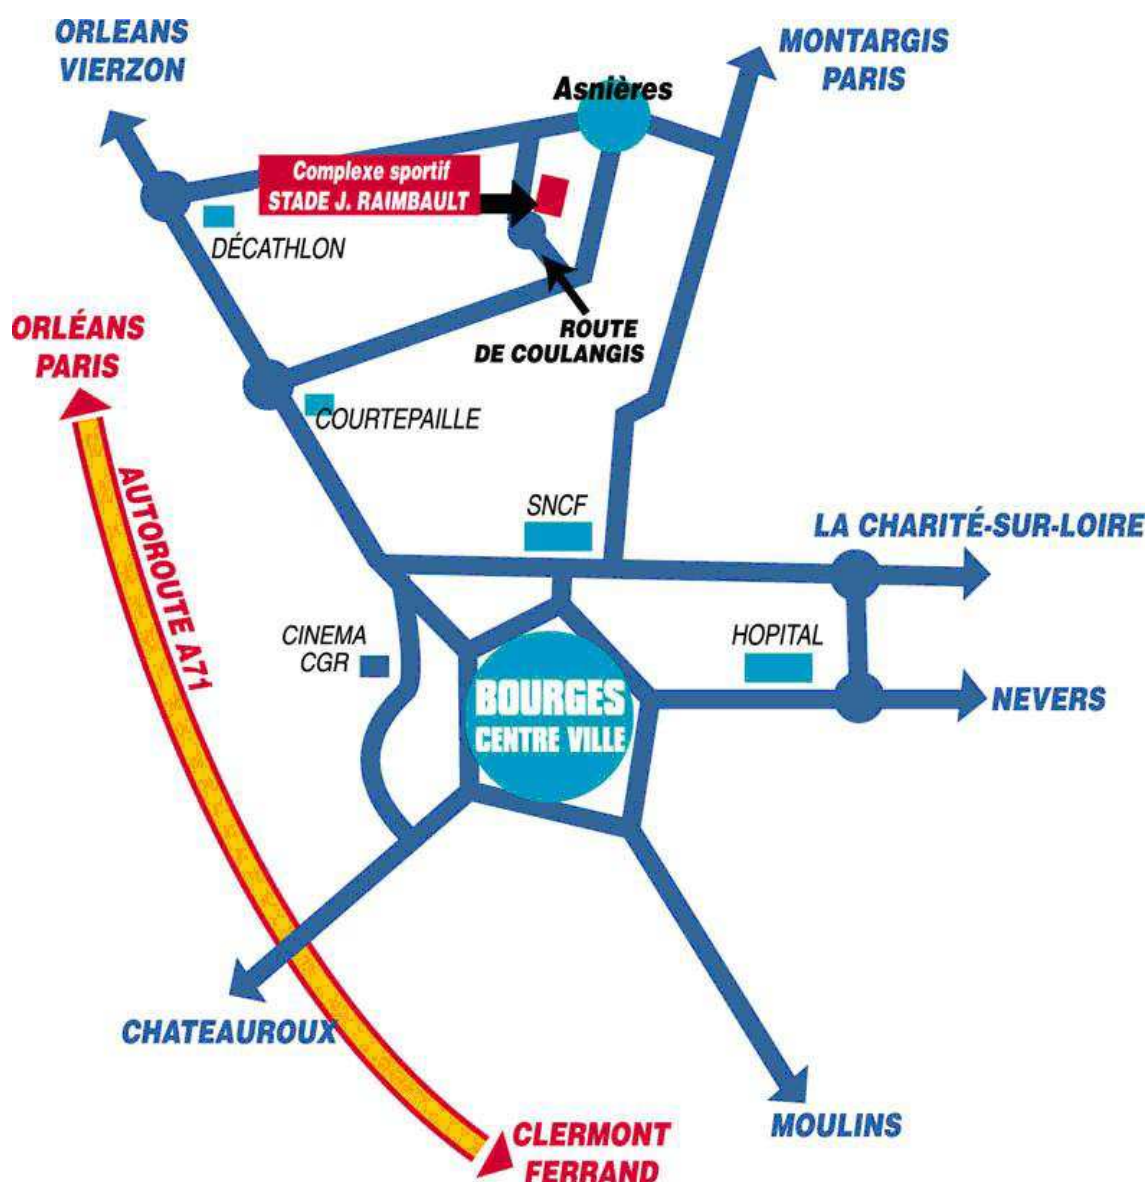 ORLEANS
VIERZON
MONTARGIS
PARIS
Asnières
Complexe sportif
STADE J. RAIMBAULT
DÉCATHLON
ORLÉANS
PARIS
ROUTE
DE COULANGIS
COURTEPAILLE
AUTOROUTE A71
SNCF
LA CHARITÉ-SUR-LOIRE
CINEMA
CGR
HOPITAL
BOURGES
CENTRE VILLE
NEVERS
CHATEAUROUX
MOULINS
CLERMONT
FERRAND